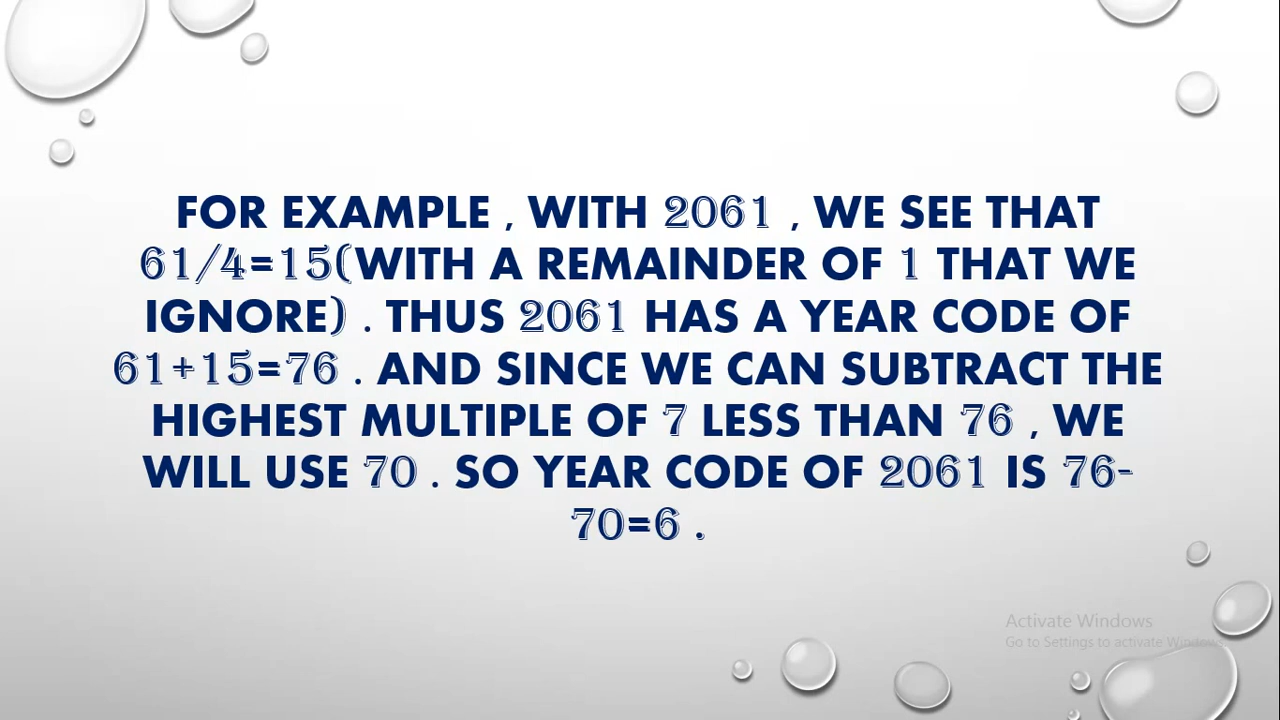 FOR EXAMPLE , WITH 2061 , WE SEE THAT
61/4=15(WITH A REMAINDER OF 1 THAT WE
IGNORE) . THUS 2061 HAS A YEAR CODE OF
61+15=76 . AND SINCE WE CAN SUBTRACT THE
HIGHEST MULTIPLE OF 7 LESS THAN 76 , WE
WILL USE 70 . SO YEAR CODE OF 2061 IS 76-
70=6 .
Activate Windows
Go to Settings to activate Windows.